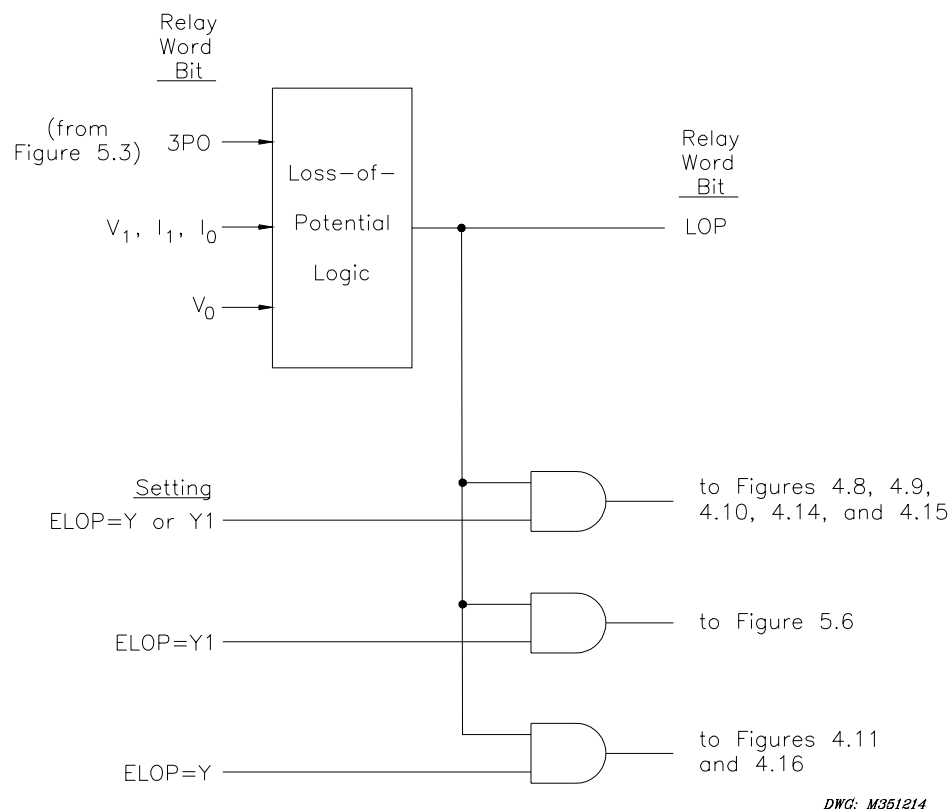 Relay
Word
Bit
(from
Figure 5.3) 3PO
V1, I1, I0
V0
Loss-of-
Potential
Logic
Relay
Word
Bit
LOP
Setting
ELOP=Y or Y1
to Figures 4.8, 4.9,
4.10, 4.14, and 4.15
ELOP=Y1
to Figure 5.6
ELOP=Y
to Figures 4.11
and 4.16
DWG: M351214